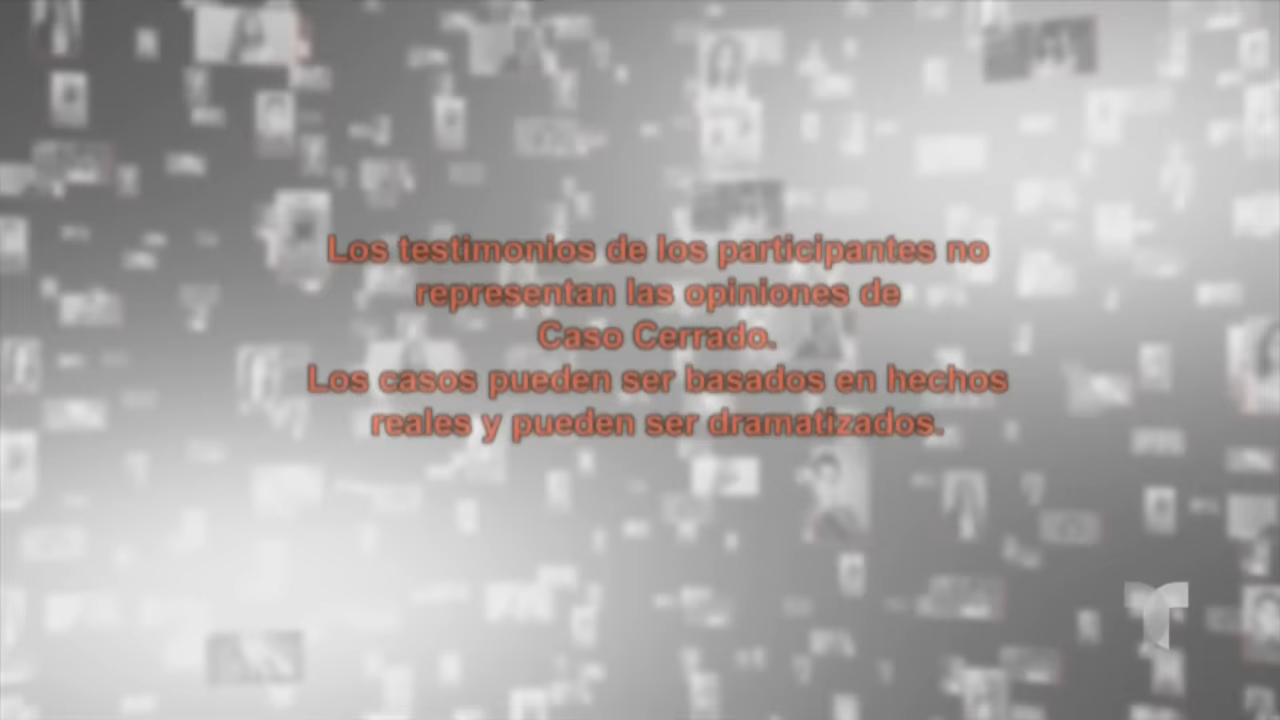 Los testimonios de los participantes no
representan las opiniones de
Caso Cerrado.
Los casos pueden ser basados en hechos
reales y pueden ser dramatizados.